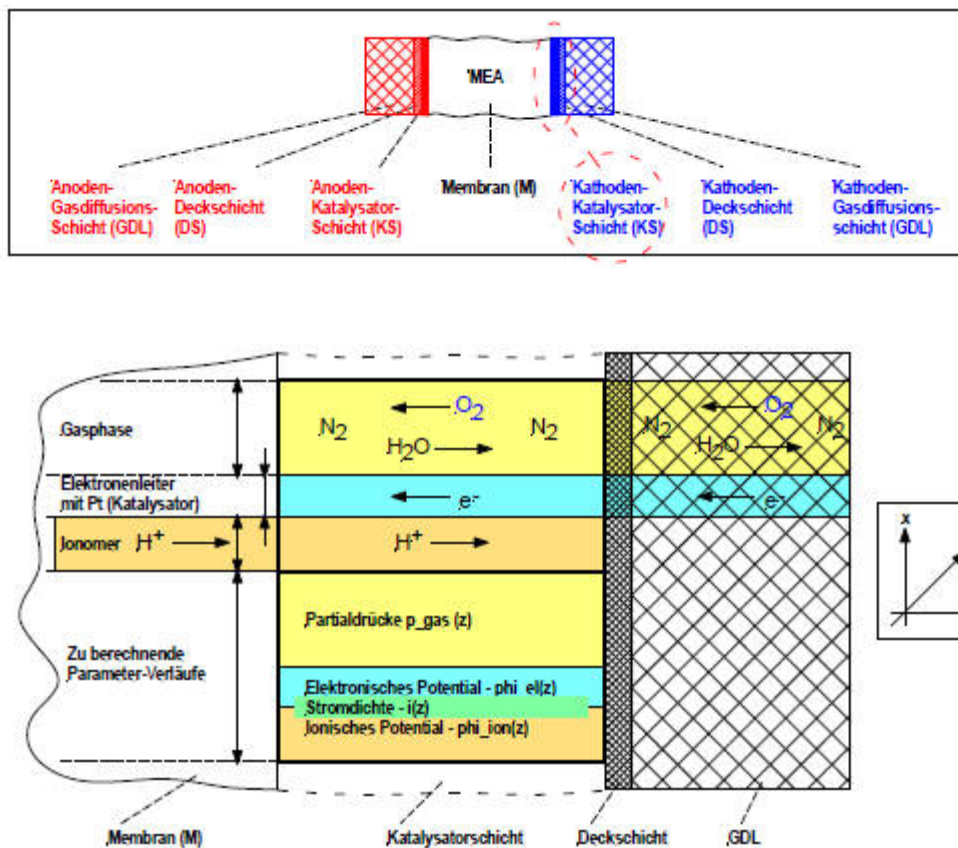 MEA
Anoden-
Gasdiffusions-
Schicht (GDL)
Anoden-
Deckschicht
(DS)
Anoden-
Katalysator-
Schicht (KS)
Membran (M)
Kathoden-
Katalysator-
Schicht (KS)
Kathoden-
Deckschicht
(DS)
Kathoden-
Gasdiffusions-
schicht (GDL)
Gasphase
N2 O2 N2
H2O
N2 O2 N2
H2O
Elektronenleiter
mit Pt (Katalysator)
e-
e-
Ionomer H+
H+
x
Partialdrücke p_gas (z)
Zu berechnende
Parameter-Verläufe
Elektronisches Potential - phi_el(z)
Stromdichte - i(z)
Ionisches Potential - phi_ion(z)
Membran (M)
Katalysatorschicht
Deckschicht
GDL